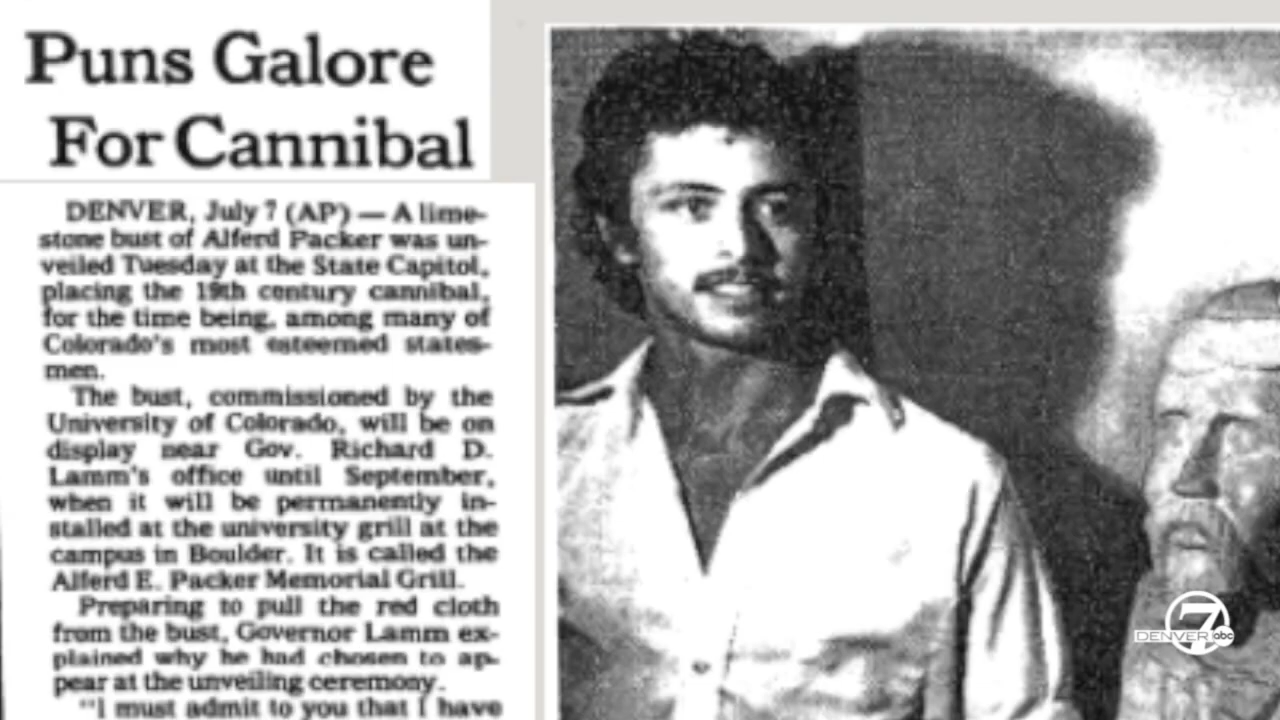 Puns Galore
For Cannibal
DENVER, July 7 (AP) — A lime-
stone bust of Alferd Packer was un-
veiled Tuesday at the State Capitol,
placing the 19th century cannibal,
for the time being, among many of
Colorado's most esteemed states-
men.
The bust, commissioned by the
University of Colorado, will be on
display near Gov. Richard D.
Lamm's office until September,
when it will be permanently in-
stalled at the university grill at the
campus in Boulder. It is called the
Alferd E. Packer Memorial Grill.
Preparing to pull the red cloth
from the bust, Governor Lamm ex-
plained why he had chosen to ap-
pear at the unveiling ceremony.
"I must admit to you that I have
7
DENVER abc